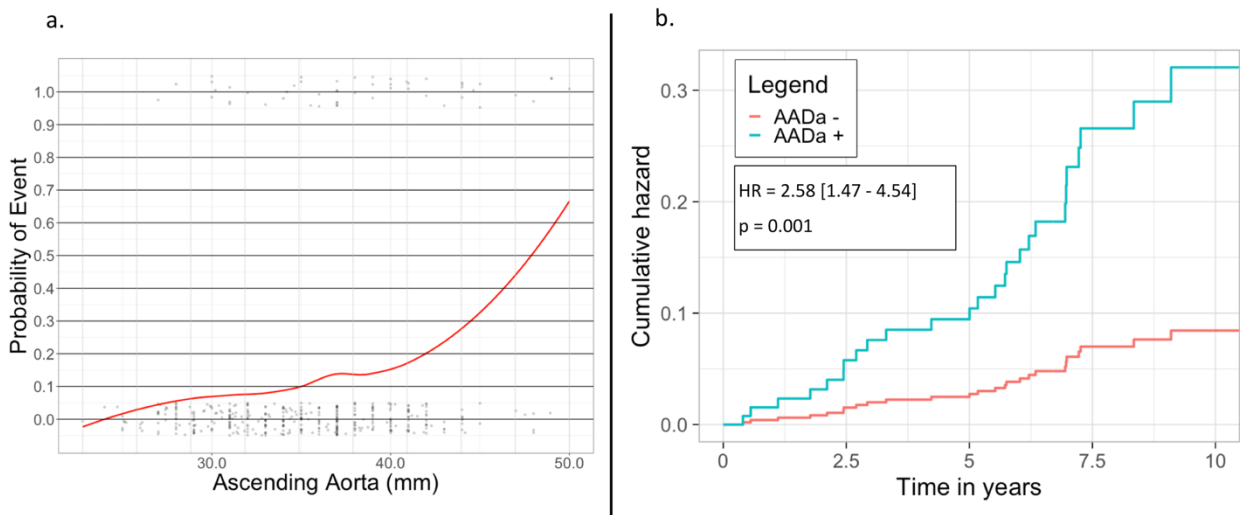 a.
Probability of Event
1.0
0.9
0.8
0.7
0.6
0.5
0.4
0.3
0.2
0.1
0.0
30.0 40.0 50.0
Ascending Aorta (mm)
b.
Cumulative hazard
0.3
0.2
0.1
0.0
Legend
AADa -
AADa +
HR = 2.58 [1.47 - 4.54]
p = 0.001
0 2.5 5 7.5 10
Time in years